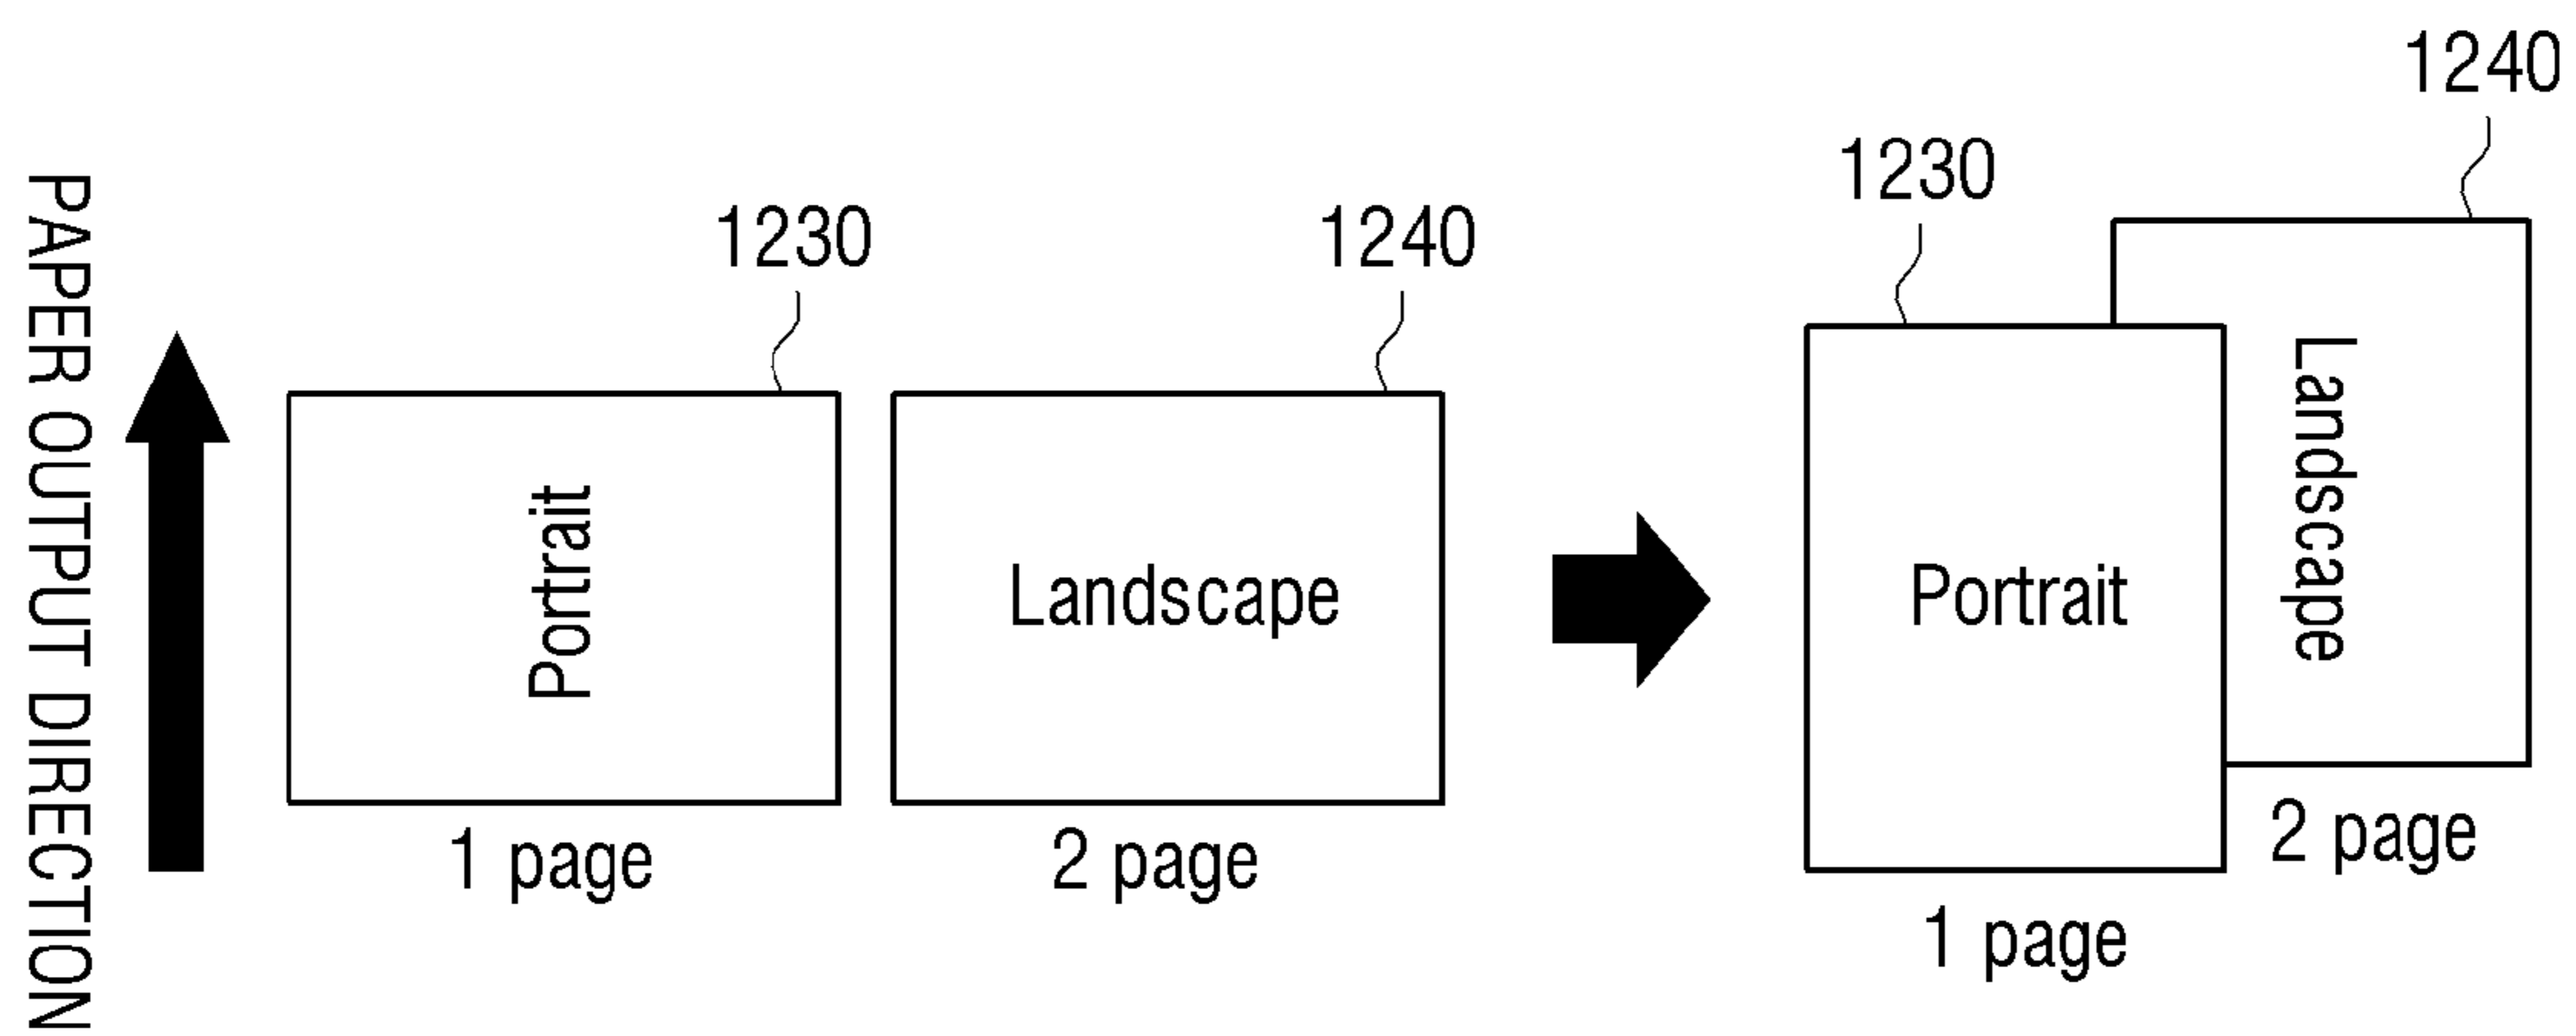 PAPER OUTPUT DIRECTION
1230
Portrait
1 page
1240
Landscape
2 page
1230
Portrait
1 page
1240
Landscape
2 page